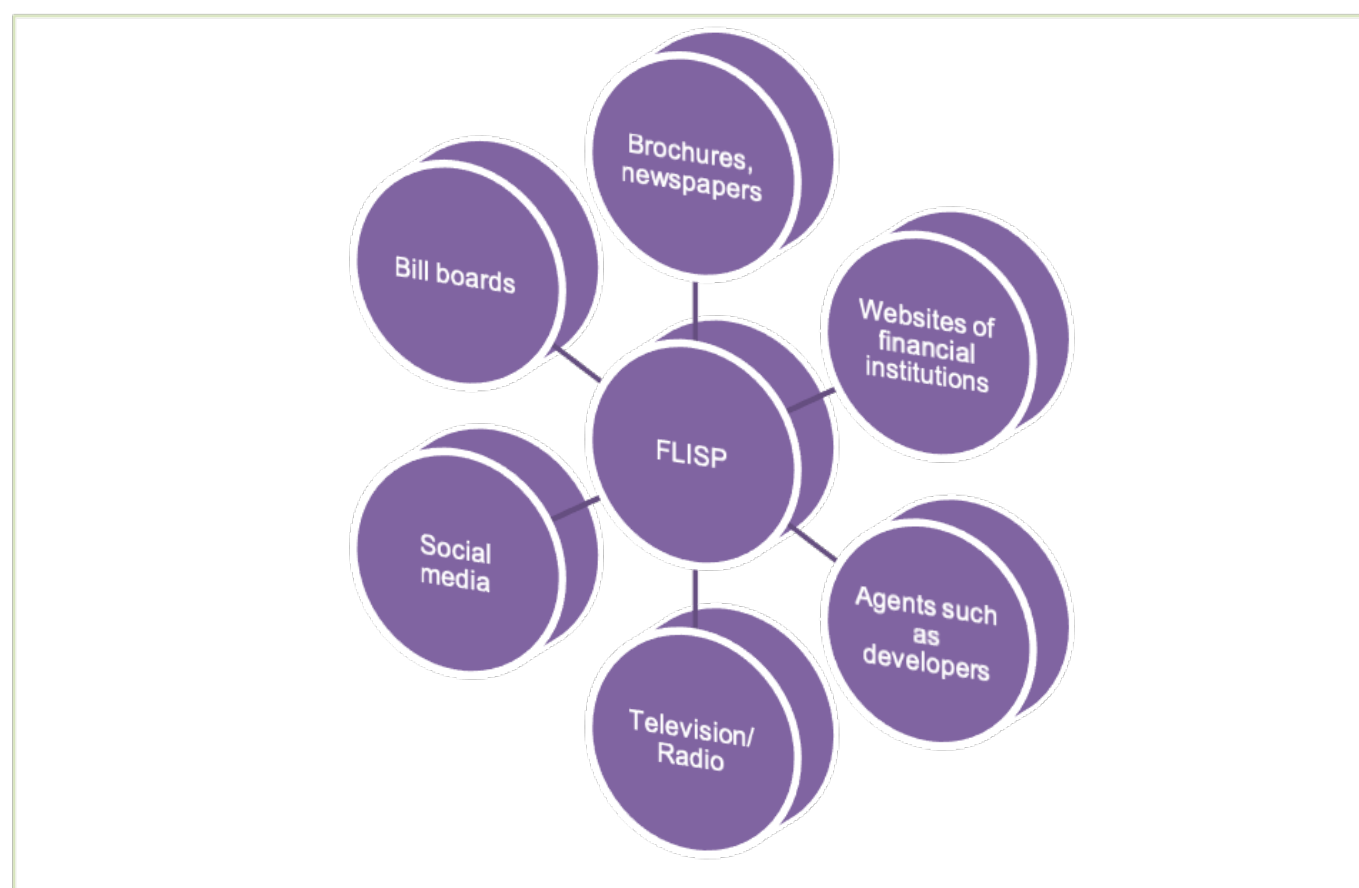 Brochures,
newspapers
Bill boards
Websites of
financial
institutions
FLISP
Social
media
Agents such
as
developers
Television/
Radio